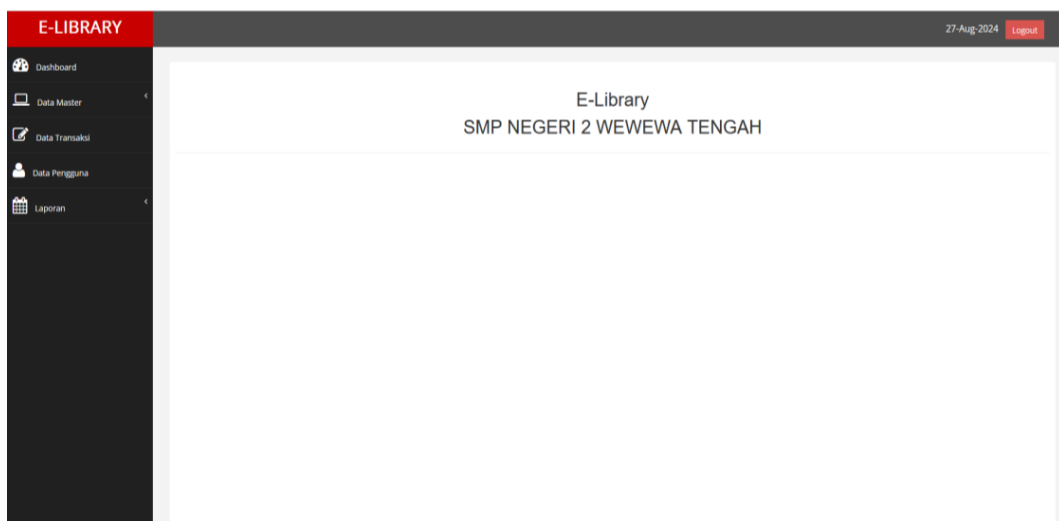 E-LIBRARY
27-Aug-2024 Logout
Dashboard
Data Master
Data Transaksi
Data Pengguna
Laporan
E-Library
SMP NEGERI 2 WEWEWA TENGAH